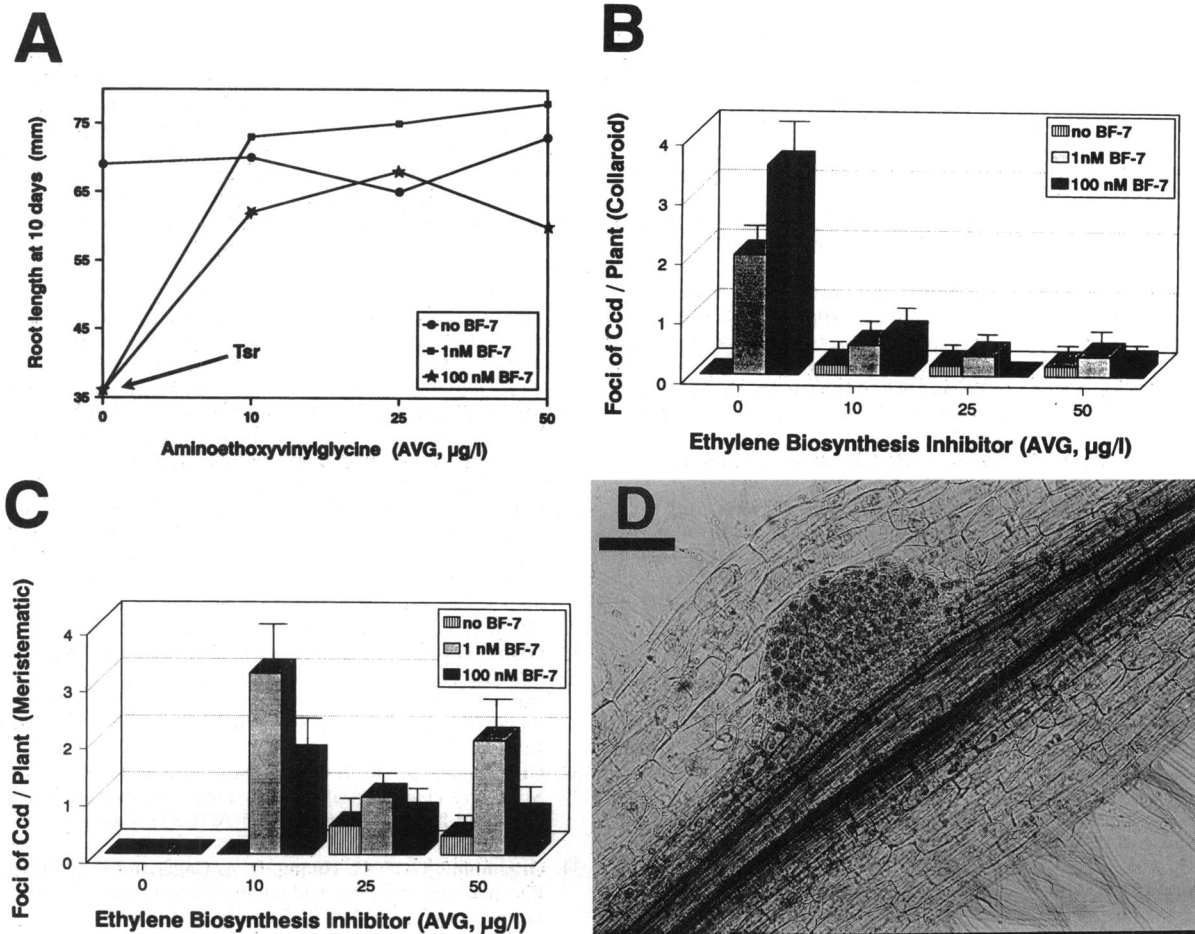 A
Root length at 10 days (mm)
75
65
55
45
35
Tsr
no BF-7
1nM BF-7
100 nM BF-7
0
10
25
50
Aminoethoxyvinylglycine (AVG, µg/l)
B
Foci of Ccd / Plant (Collaroid)
4
3
2
1
0
no BF-7
1nM BF-7
100 nM BF-7
0
10
25
50
Ethylene Biosynthesis Inhibitor (AVG, µg/l)
C
Foci of Ccd / Plant (Meristematic)
4
3
2
1
0
no BF-7
1 nM BF-7
100 nM BF-7
0
10
25
50
Ethylene Biosynthesis Inhibitor (AVG, µg/l)
D